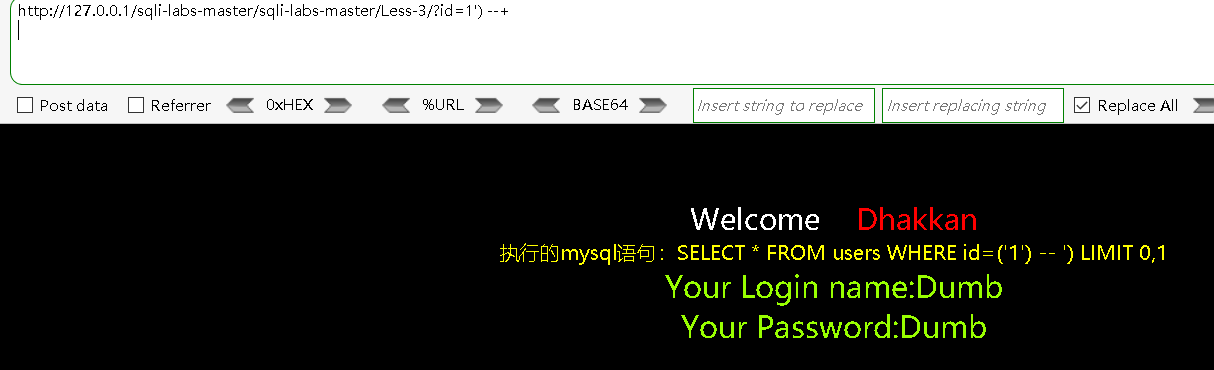 http://127.0.0.1/sqli-labs-master/sqli-labs-master/Less-3/?id=1') --+
Post data Referrer 0xHEX %URL BASE64 Insert string to replace Insert replacing string Replace All
Welcome Dhakkan
执行的mysql语句：SELECT * FROM users WHERE id=('1') -- ') LIMIT 0,1
Your Login name:Dumb
Your Password:Dumb